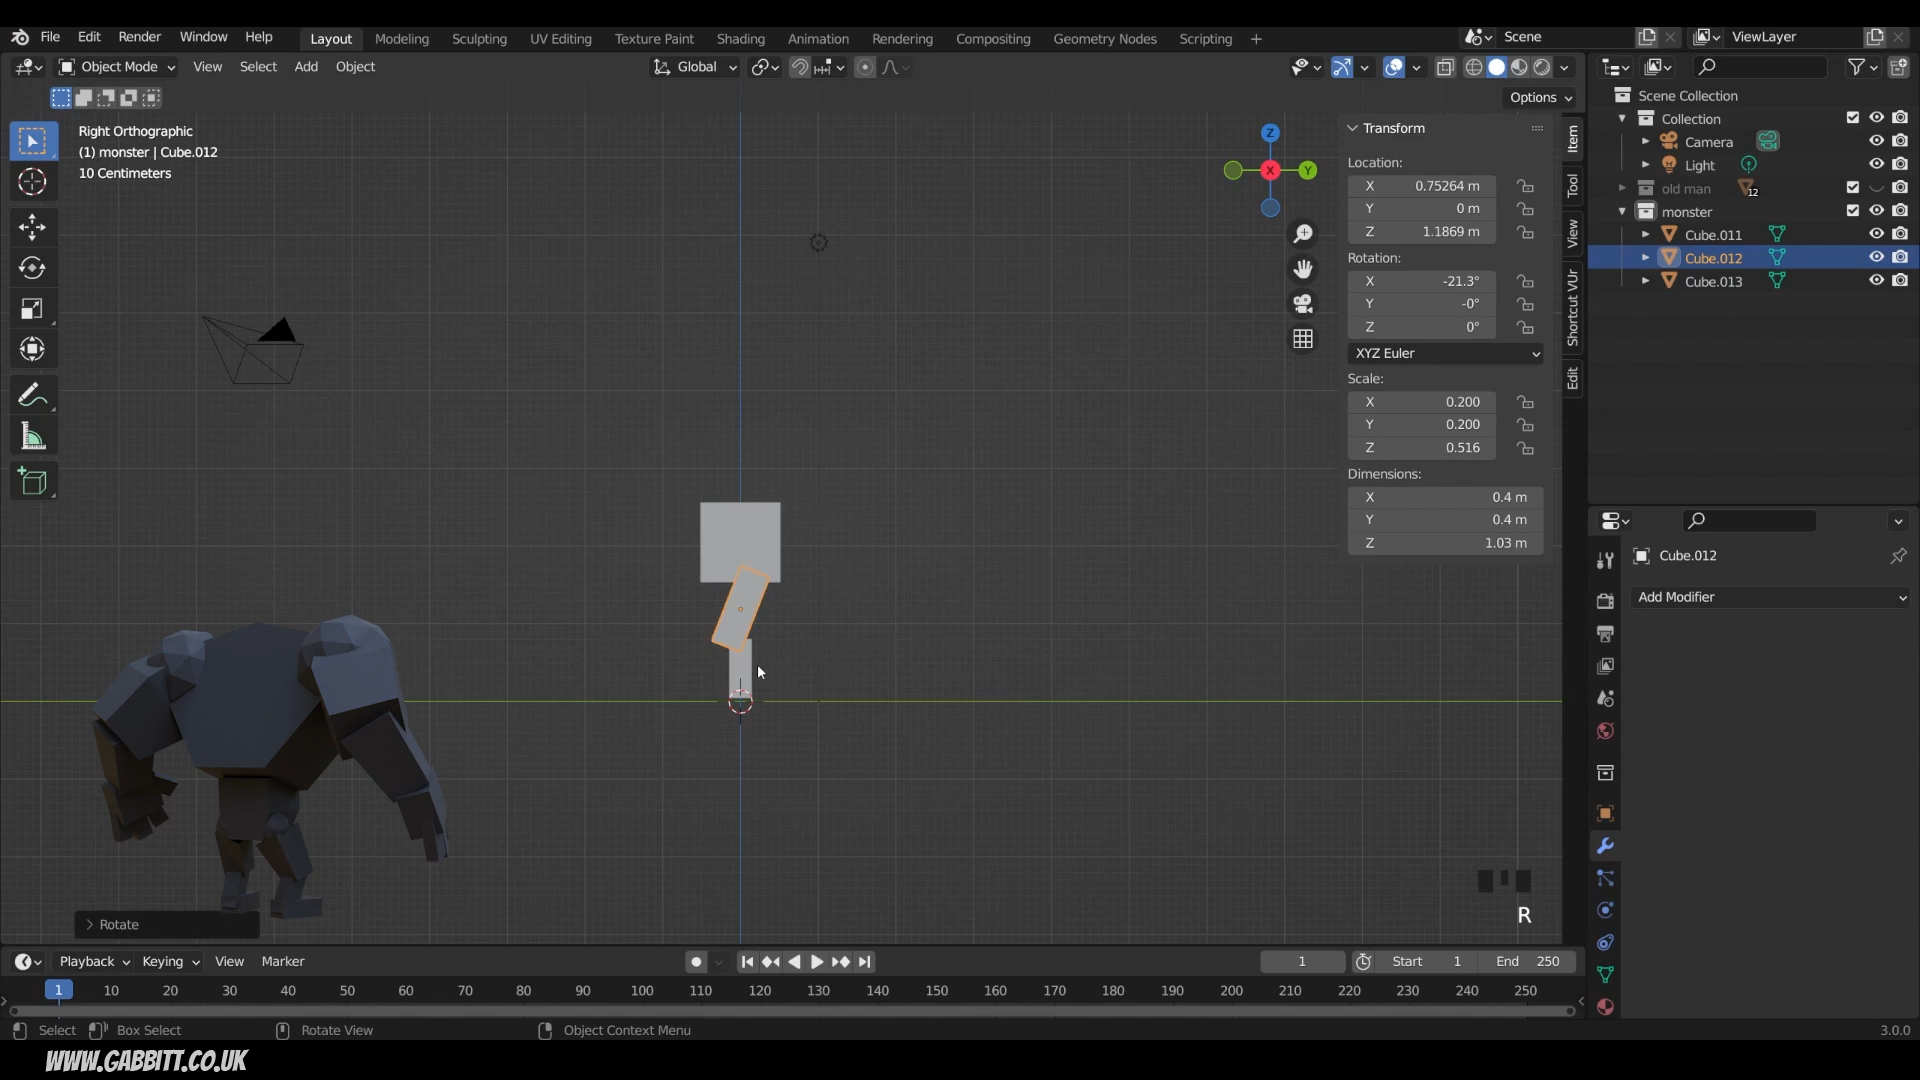 File Edit Render Window Help Layout Modeling Sculpting UV Editing Texture Paint Shading Animation Rendering Compositing Geometry Nodes Scripting + Scene ViewLayer
Object Mode View Select Add Object Global
Options
Right Orthographic
(1) monster | Cube.012
10 Centimeters
Z
X
Y
Transform
Location:
X 0.75264 m
Y 0 m
Z 1.1869 m
Rotation:
X -21.3°
Y -0°
Z 0°
XYZ Euler
Scale:
X 0.200
Y 0.200
Z 0.516
Dimensions:
X 0.4 m
Y 0.4 m
Z 1.03 m
Item
Tool
View
Shortcut VUr
Edit
Scene Collection
Collection
Camera
Light
old man 12
monster
Cube.011
Cube.012
Cube.013
Cube.012
Add Modifier
R
Rotate
Playback Keying View Marker 1 Start 1 End 250
1 10 20 30 40 50 60 70 80 90 100 110 120 130 140 150 160 170 180 190 200 210 220 230 240 250
Select Box Select Rotate View Object Context Menu 3.0.0
WWW.GABBITT.CO.UK